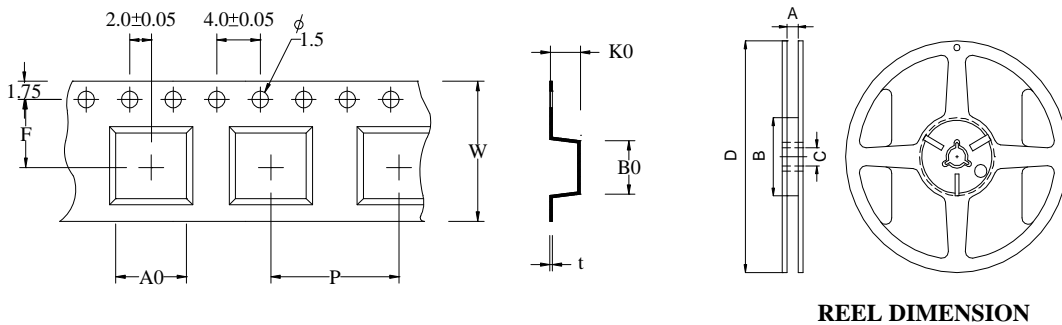 2.0±0.05
4.0±0.05
ϕ
1.5
1.75
F
W
A0
P
K0
B0
t
A
D
B
C
REEL DIMENSION